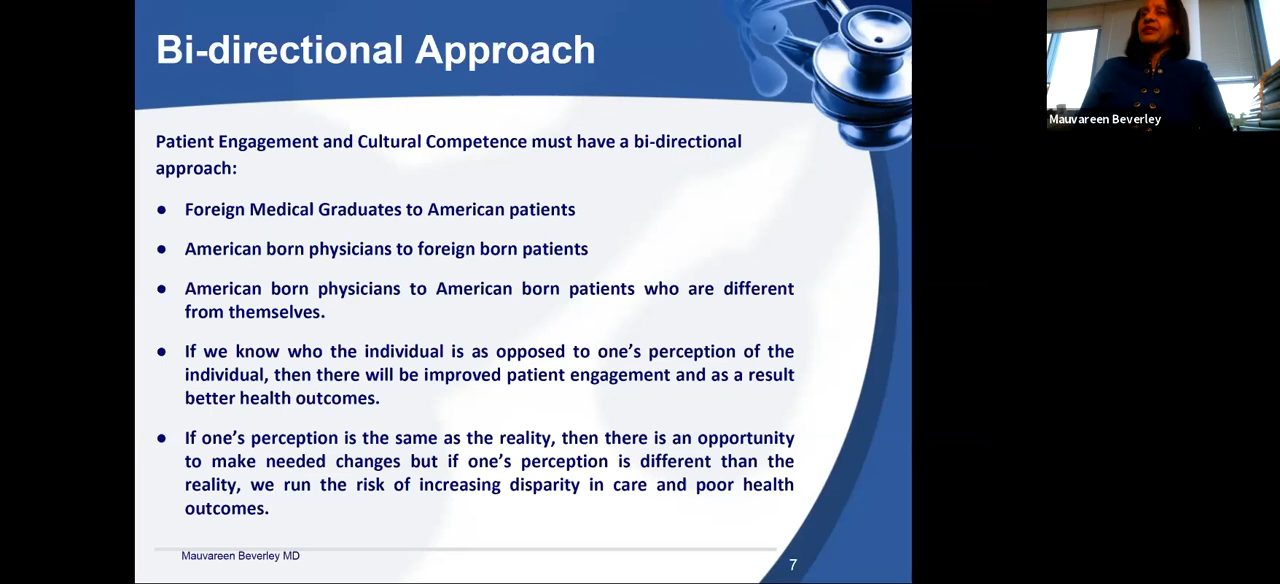 Bi-directional Approach
Mauvareen Beverley
Patient Engagement and Cultural Competence must have a bi-directional
approach:
● Foreign Medical Graduates to American patients
● American born physicians to foreign born patients
● American born physicians to American born patients who are different
from themselves.
● If we know who the individual is as opposed to one's perception of the
individual, then there will be improved patient engagement and as a result
better health outcomes.
● If one's perception is the same as the reality, then there is an opportunity
to make needed changes but if one's perception is different than the
reality, we run the risk of increasing disparity in care and poor health
outcomes.
Mauvareen Beverley MD
7